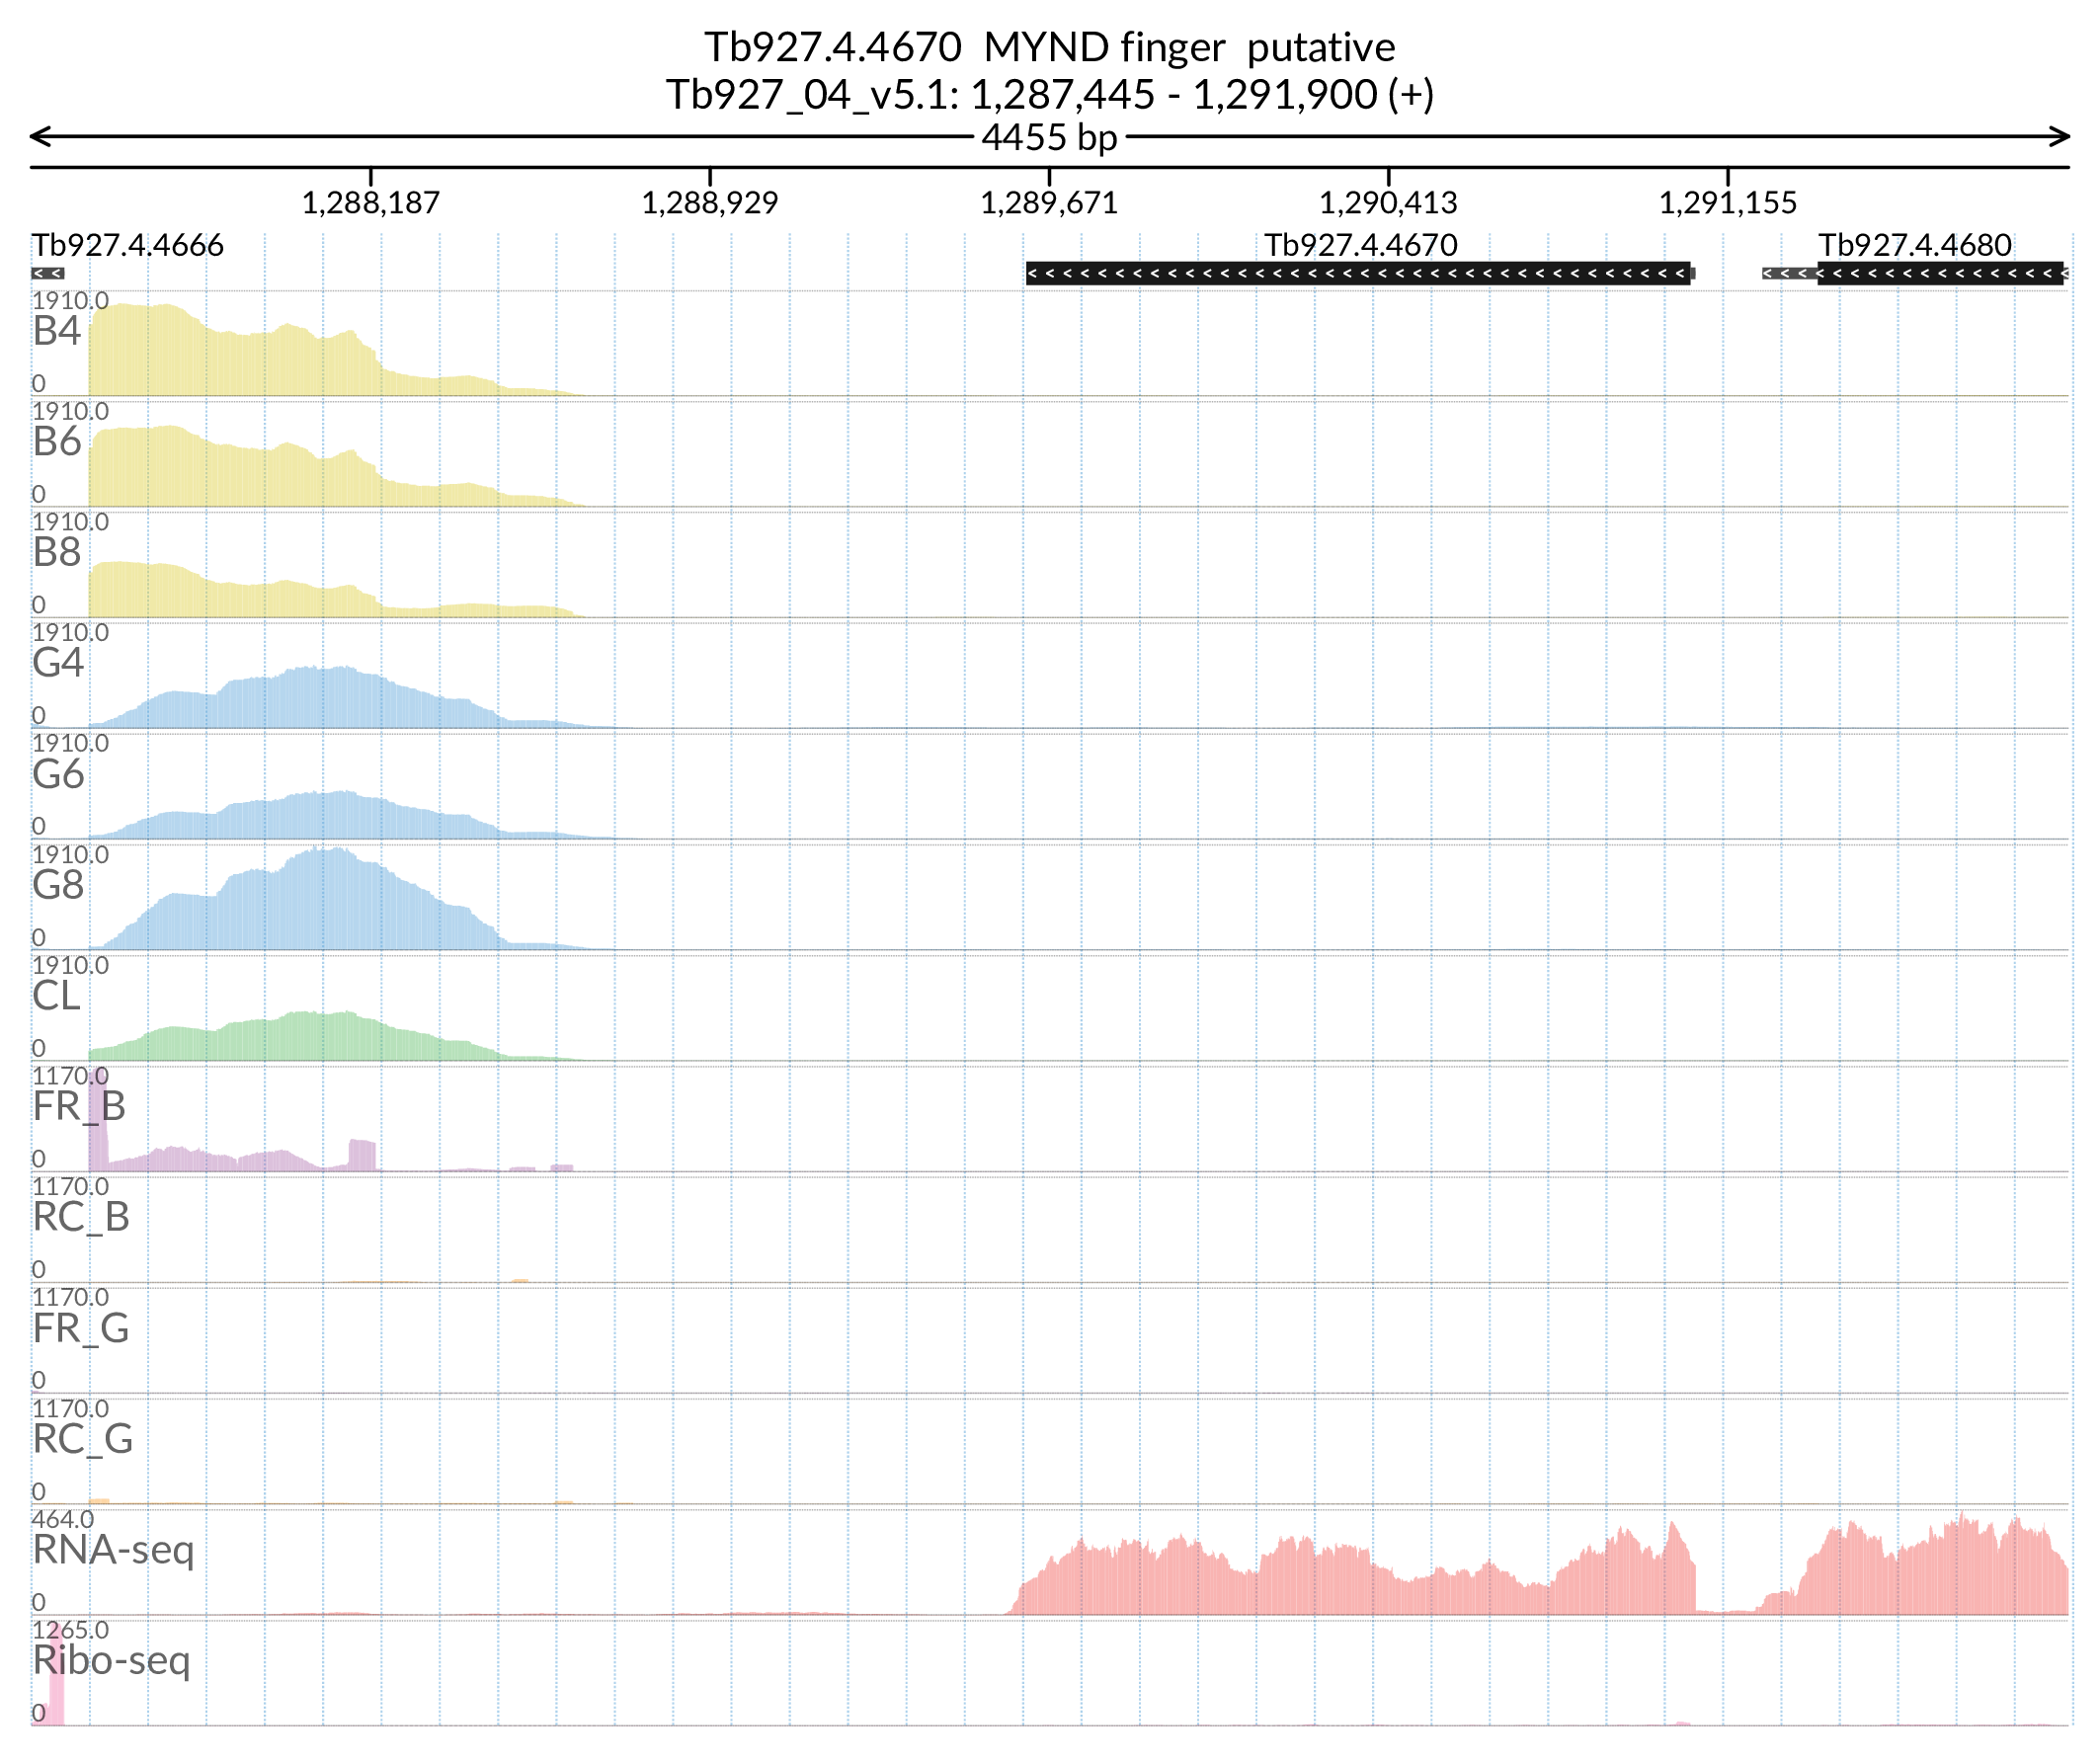 Tb927.4.4670  MYND finger  putative
Tb927_04_v5.1: 1,287,445 - 1,291,900 (+)
4455 bp
1,288,187 1,288,929 1,289,671 1,290,413 1,291,155
Tb927.4.4666 Tb927.4.4670 Tb927.4.4680
1910.0
B4
0
1910.0
B6
0
1910.0
B8
0
1910.0
G4
0
1910.0
G6
0
1910.0
G8
0
1910.0
CL
0
1170.0
FR_B
0
1170.0
RC_B
0
1170.0
FR_G
0
1170.0
RC_G
0
464.0
RNA-seq
0
1265.0
Ribo-seq
0